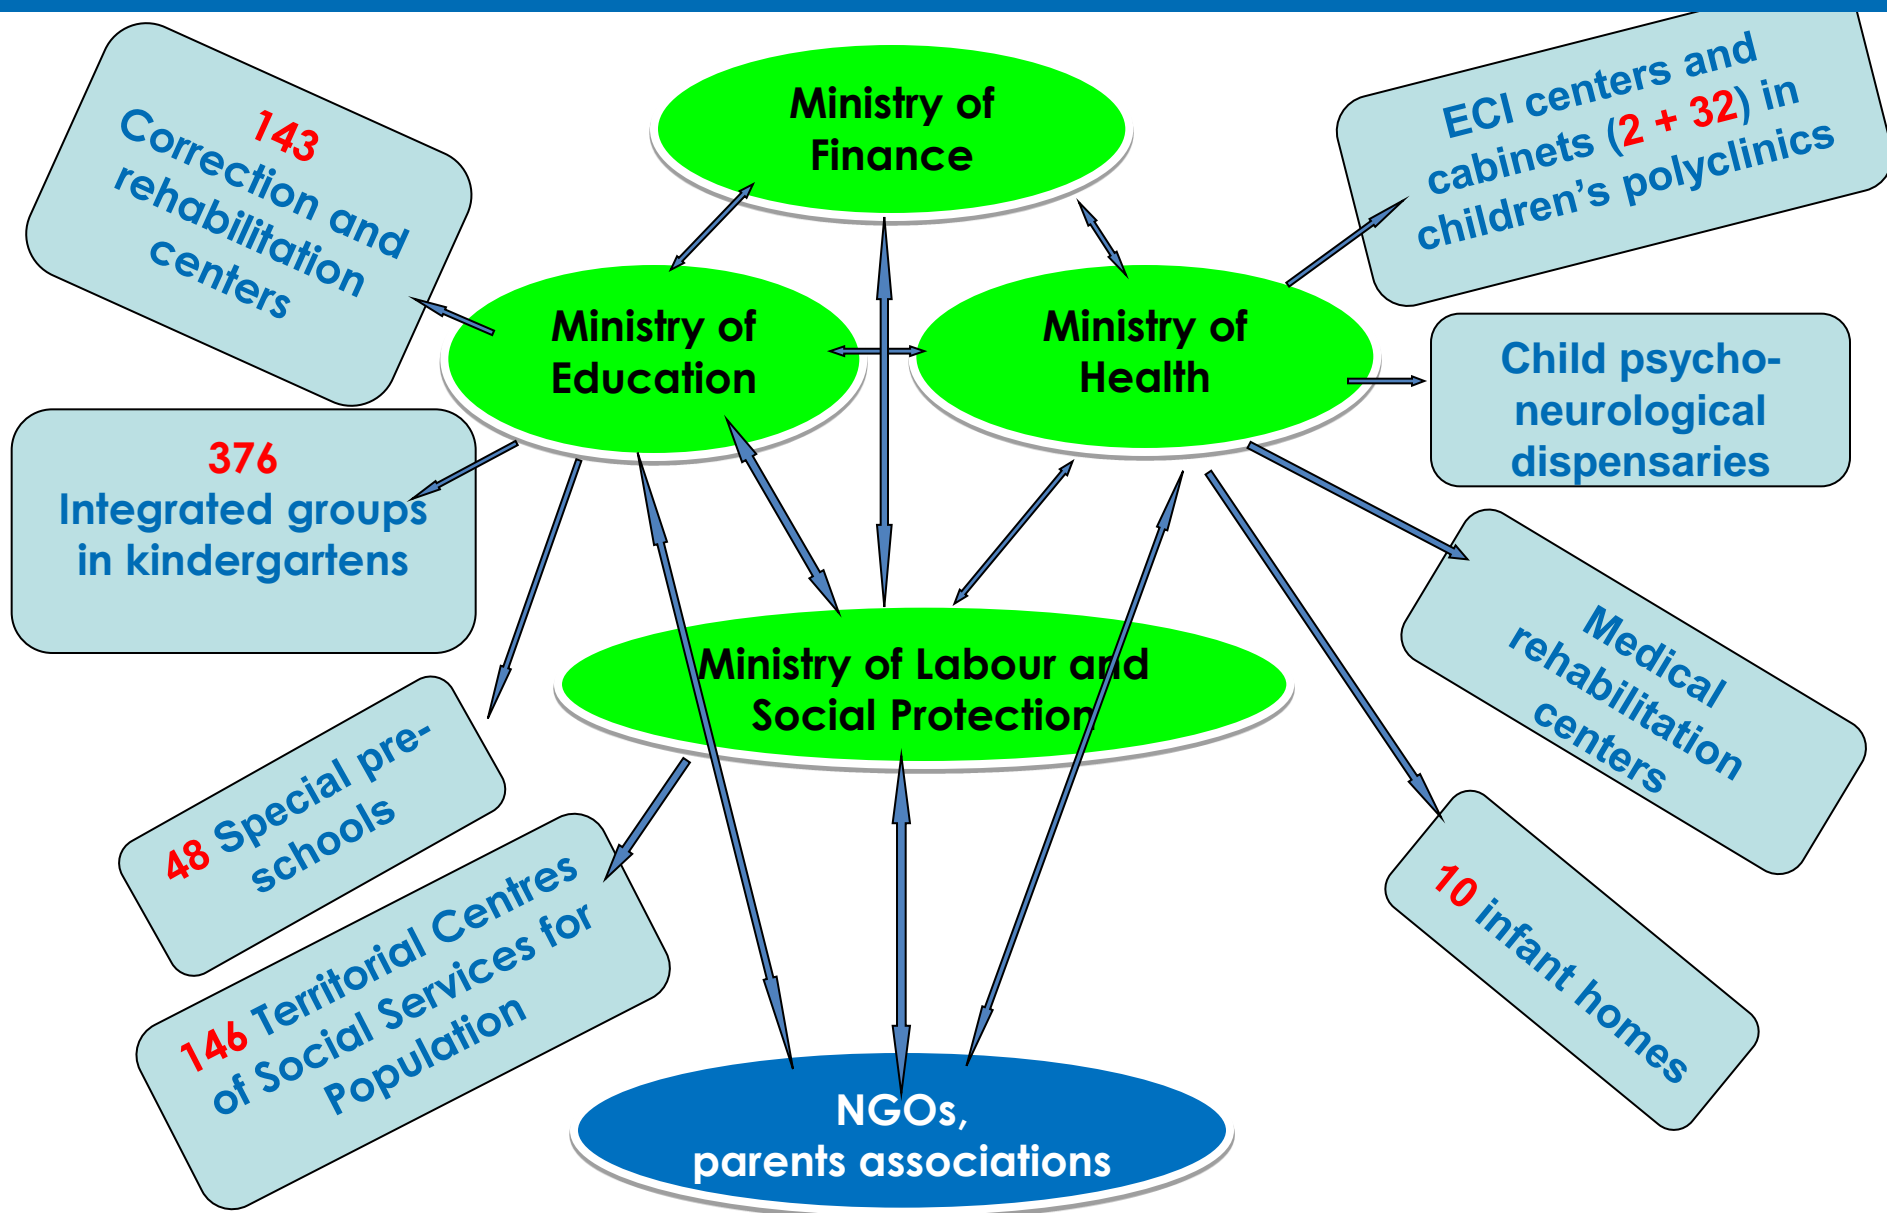 Ministry of
Finance
143
Correction and
rehabilitation
centers
ECI centers and
cabinets (2 + 32) in
children's polyclinics
Ministry of
Education
Ministry of
Health
Child psycho-
neurological
dispensaries
376
Integrated groups
in kindergartens
Medical
rehabilitation
centers
Ministry of Labour and
Social Protection
48 Special pre-
schools
146 Territorial Centres
of Social Services for
Population
10 infant homes
NGOs,
parents associations